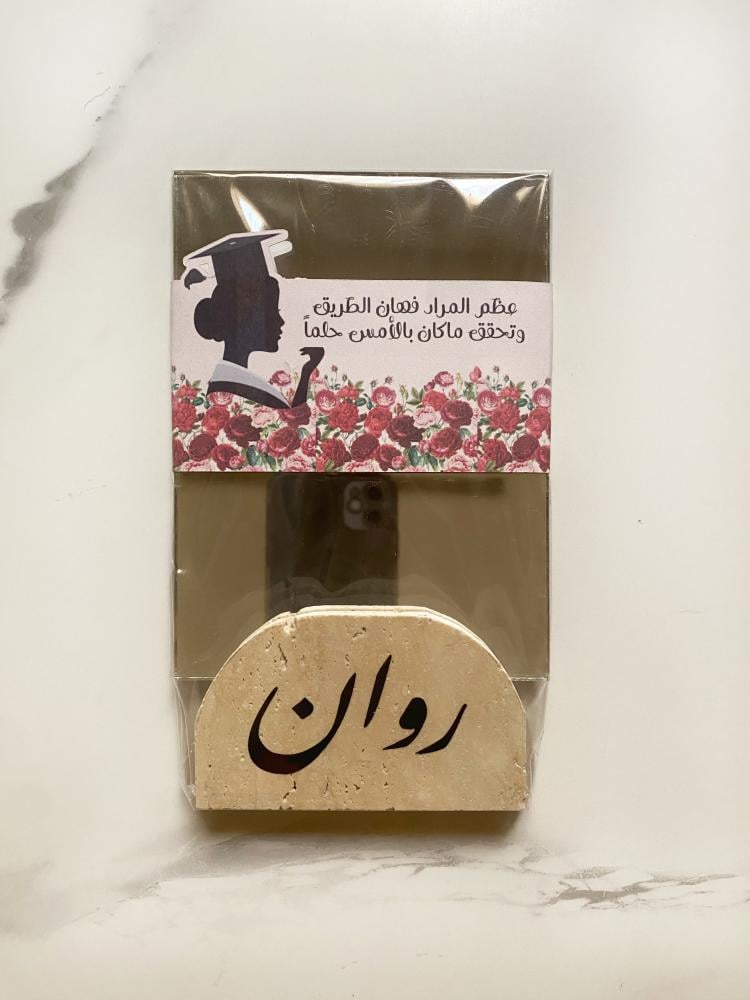 عظم المراد فهان الطريق
وتحقق ماكان بالأمس حلماً
روان